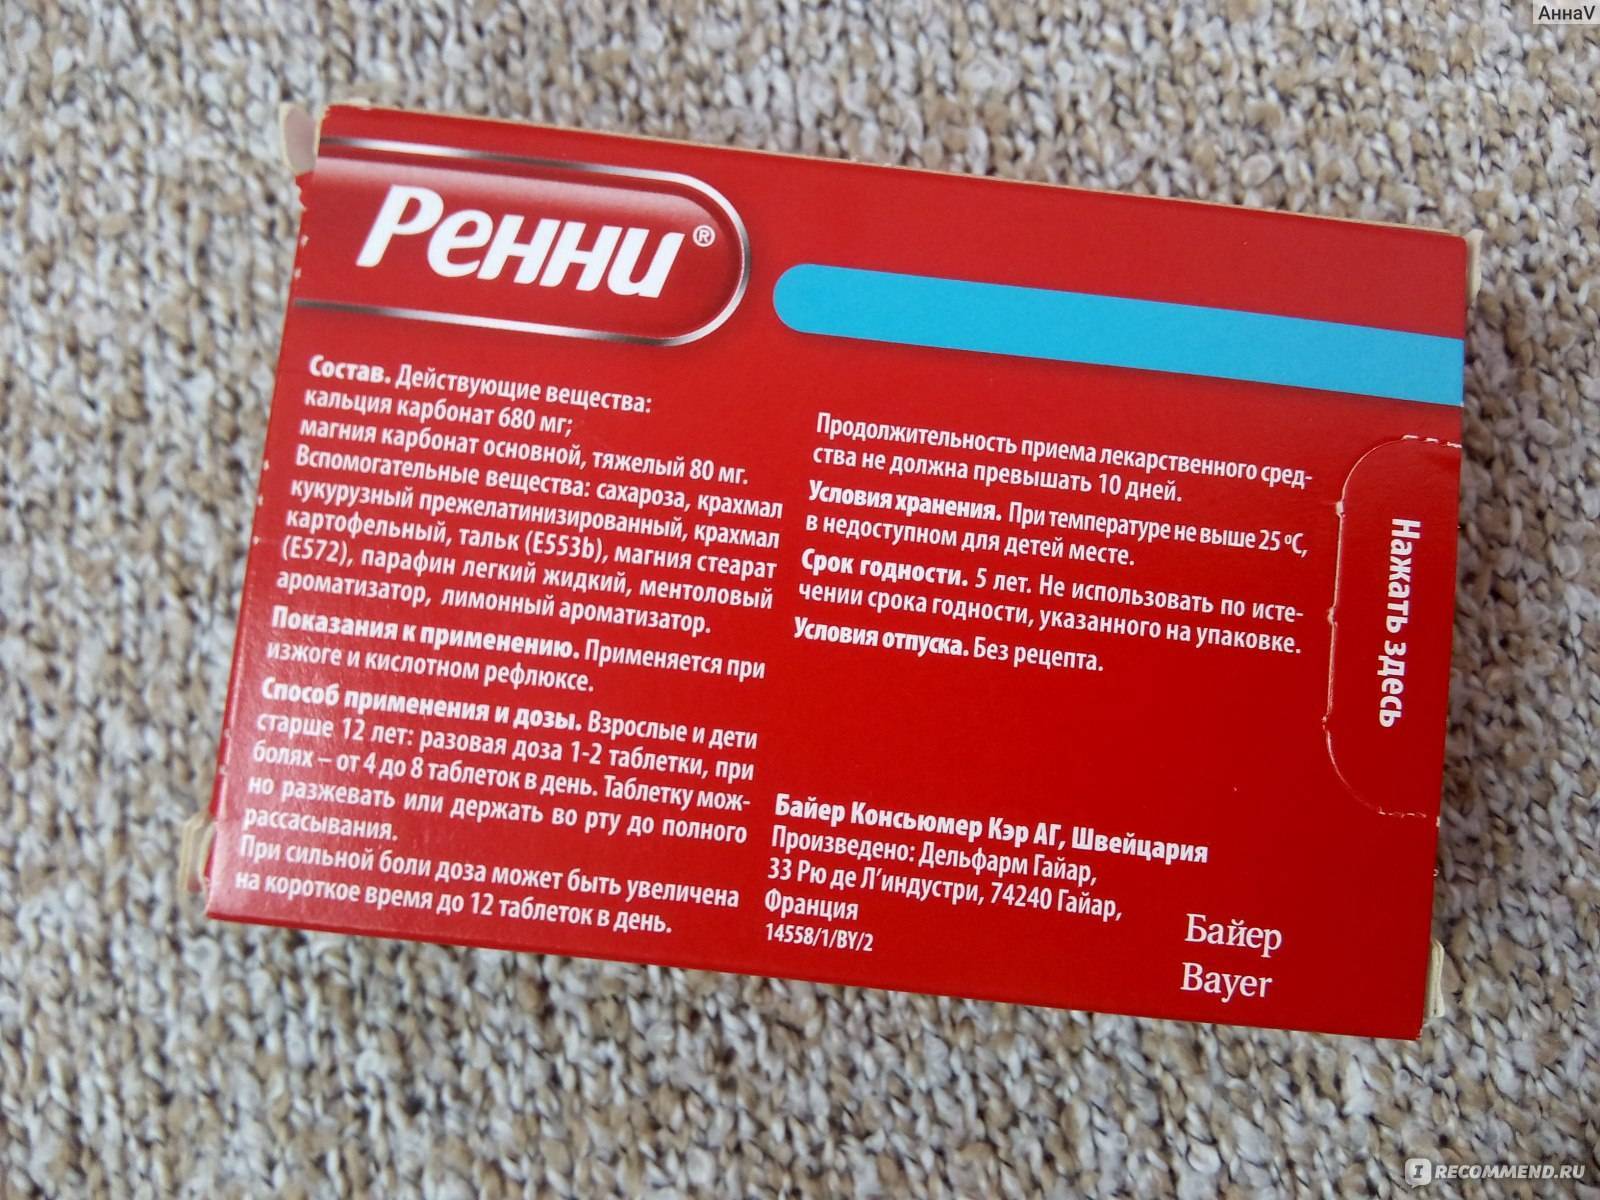 АннаV
Ренни®
Состав. Действующие вещества:
кальция карбонат 680 мг;
магния карбонат основной, тяжелый 80 мг.
Вспомогательные вещества: сахароза, крахмал
кукурузный прежелатинизированный, крахмал
картофельный, тальк (Е553b), магния стеарат
(Е572), парафин легкий жидкий, ментоловый
ароматизатор, лимонный ароматизатор.
Показания к применению. Применяется при
изжоге и кислотном рефлюксе.
Способ применения и дозы. Взрослые и дети
старше 12 лет: разовая доза 1-2 таблетки, при
болях – от 4 до 8 таблеток в день. Таблетку мож-
но разжевать или держать во рту до полного
рассасывания.
При сильной боли доза может быть увеличена
на короткое время до 12 таблеток в день.
Продолжительность приема лекарственного сред-
ства не должна превышать 10 дней.
Условия хранения. При температуре не выше 25 ºС,
в недоступном для детей месте.
Срок годности. 5 лет. Не использовать по исте-
чении срока годности, указанного на упаковке.
Условия отпуска. Без рецепта.
Байер Консьюмер Кэр АГ, Швейцария
Произведено: Дельфарм Гайар,
33 Рю де Л’индустри, 74240 Гайар,
Франция
14558/1/BY/2
Байер
Bayer
Нажать здесь
IRECOMMEND.RU